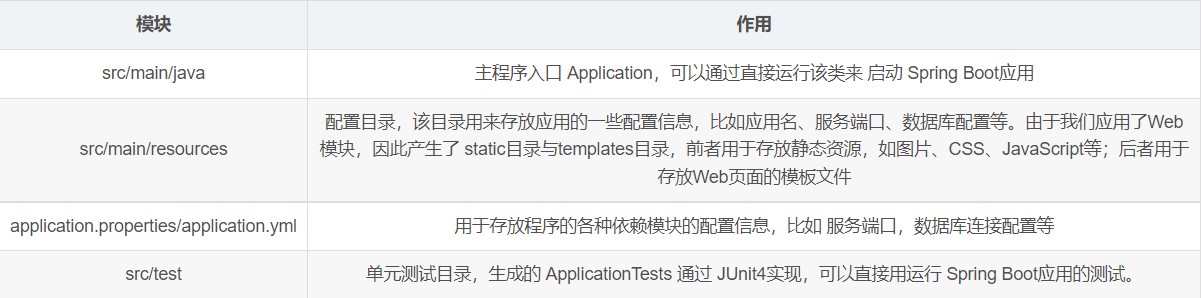 模块
作用
src/main/java
主程序入口 Application，可以通过直接运行该类来 启动 Spring Boot应用
src/main/resources
配置目录，该目录用来存放应用的一些配置信息，比如应用名、服务端口、数据库配置等。由于我们应用了Web
模块，因此产生了 static目录与templates目录，前者用于存放静态资源，如图片、CSS、JavaScript等；后者用于
存放Web页面的模板文件
application.properties/application.yml
用于存放程序的各种依赖模块的配置信息，比如 服务端口，数据库连接配置等
src/test
单元测试目录，生成的 ApplicationTests 通过 JUnit4实现，可以直接用运行 Spring Boot应用的测试。